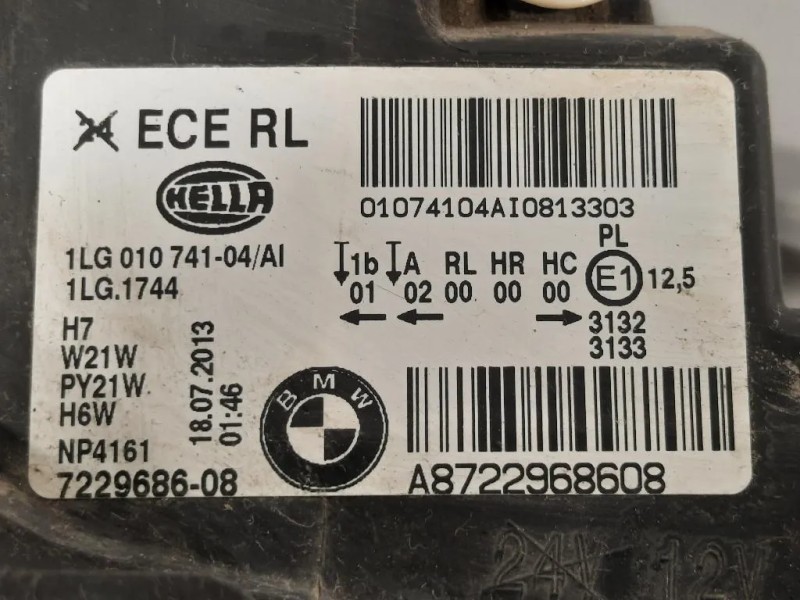 24 ECE RL
HELLA
1LG 010 741-04/AI
1LG.1744
H7
W21W
PY21W
H6W
NP4161
7229686-08
18.07.2013
01:46
BMW
01074104AI0813303
PL
1b A RL HR HC E1 12,5
01 02 00 00 00
3132
3133
A8722968608
24V 12V